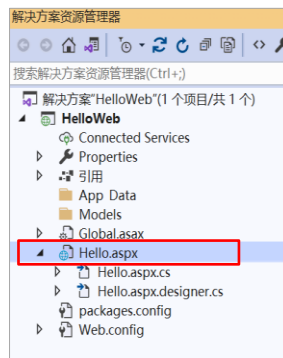 解决方案资源管理器
搜索解决方案资源管理器(Ctrl+;)
解决方案"HelloWeb"(1 个项目/共 1 个)
HelloWeb
Connected Services
Properties
引用
App Data
Models
Global.asax
Hello.aspx
Hello.aspx.cs
Hello.aspx.designer.cs
packages.config
Web.config